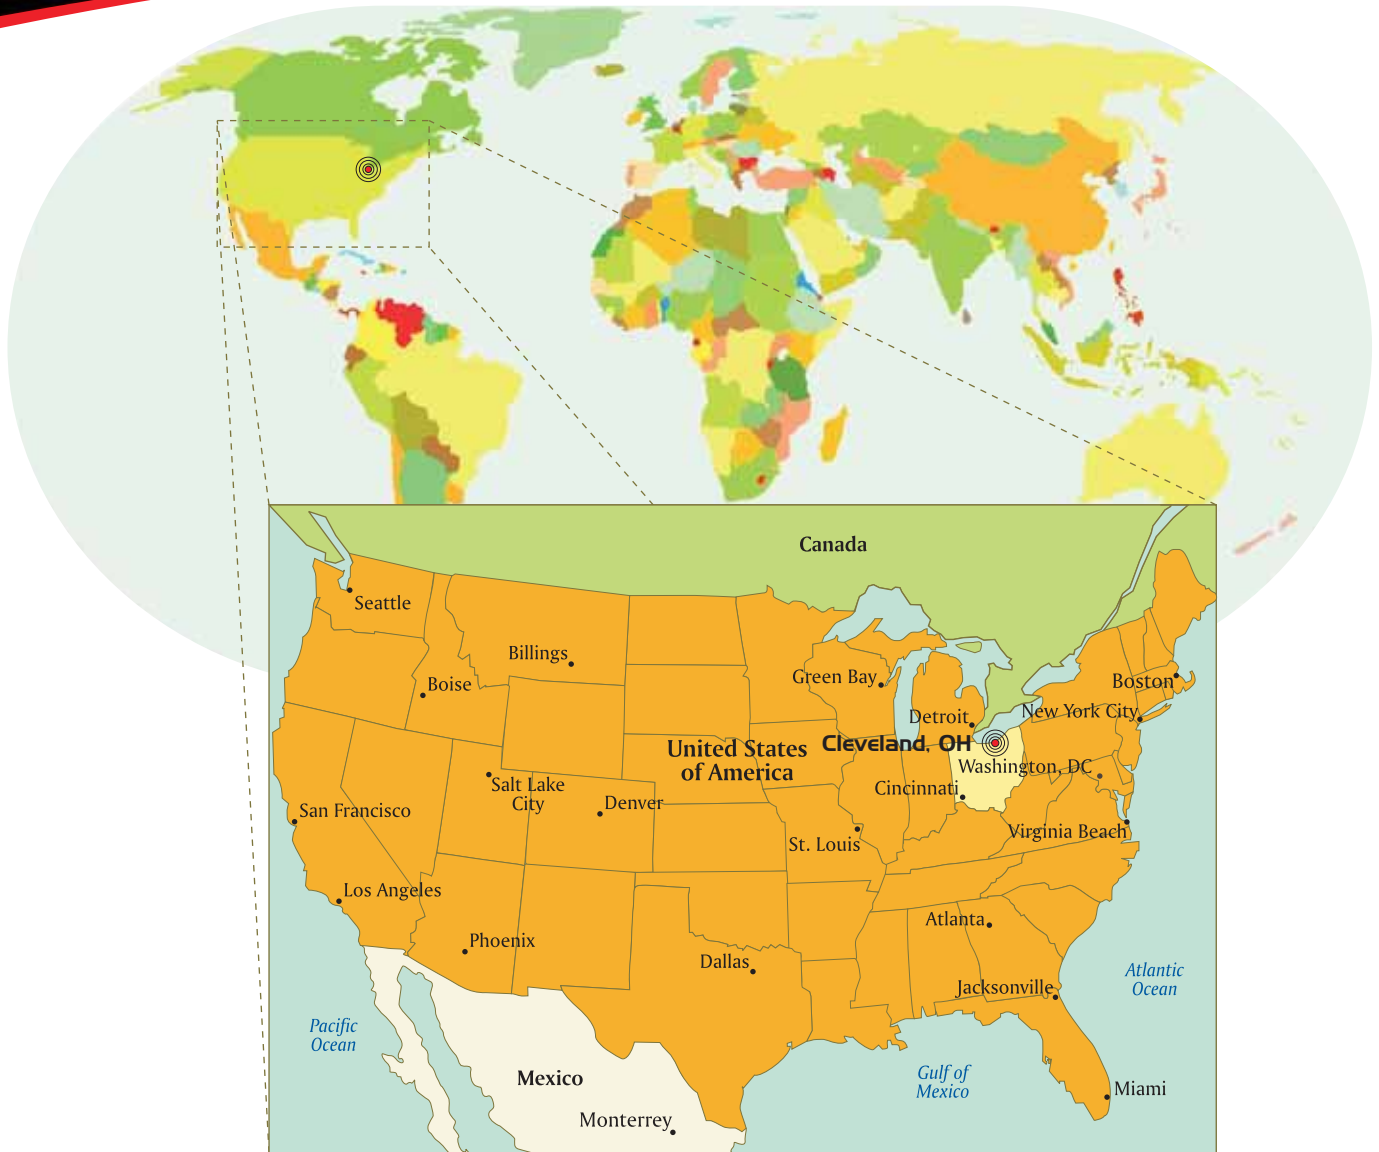 Canada
Seattle
Billings
Boise
Green Bay
Boston
Detroit
New York City
Cleveland, OH
United States
of America
Washington, DC
Salt Lake
City
Cincinnati
Denver
San Francisco
Virginia Beach
St. Louis
Los Angeles
Atlanta
Phoenix
Dallas
Atlantic
Ocean
Jacksonville
Pacific
Ocean
Gulf of
Mexico
Mexico
Miami
Monterrey